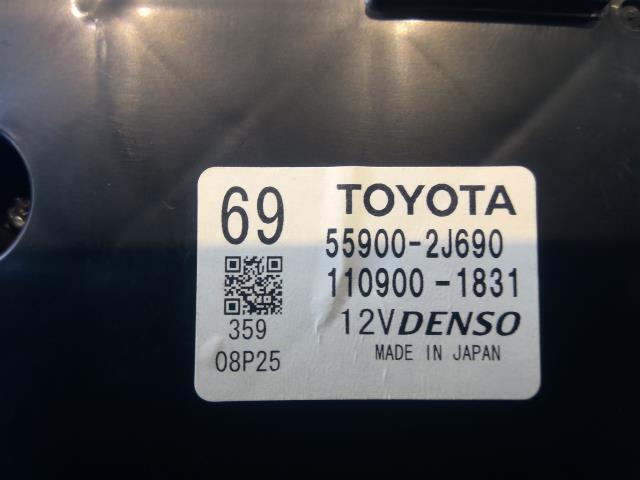 69
TOYOTA
55900-2J690
110900-1831
12V DENSO
MADE IN JAPAN
359
08P25